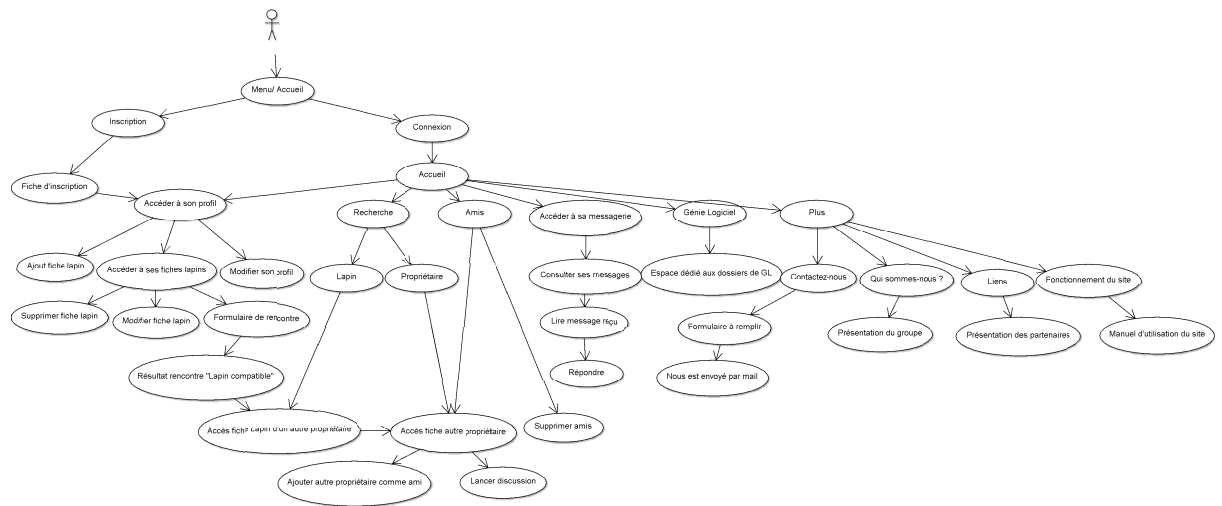 Menu/ Accueil
Inscription
Connexion
Fiche d'inscription
Accueil
Accéder à son profil
Recherche
Amis
Accéder à sa messagerie
Génie Logiciel
Plus
Ajout fiche lapin
Accéder à ses fiches lapins
Modifier son profil
Lapin
Propriétaire
Consulter ses messages
Espace dédié aux dossiers de GL
Contactez-nous
Qui sommes-nous ?
Liens
Fonctionnement du site
Supprimer fiche lapin
Modifier fiche lapin
Formulaire de rencontre
Lire message reçu
Formulaire à remplir
Présentation du groupe
Présentation des partenaires
Manuel d'utilisation du site
Résultat rencontre "Lapin compatible"
Répondre
Nous est envoyé par mail
Accès fiche Lapin d'un autre propriétaire
Accès fiche autre propriétaire
Supprimer amis
Ajouter autre propriétaire comme ami
Lancer discussion